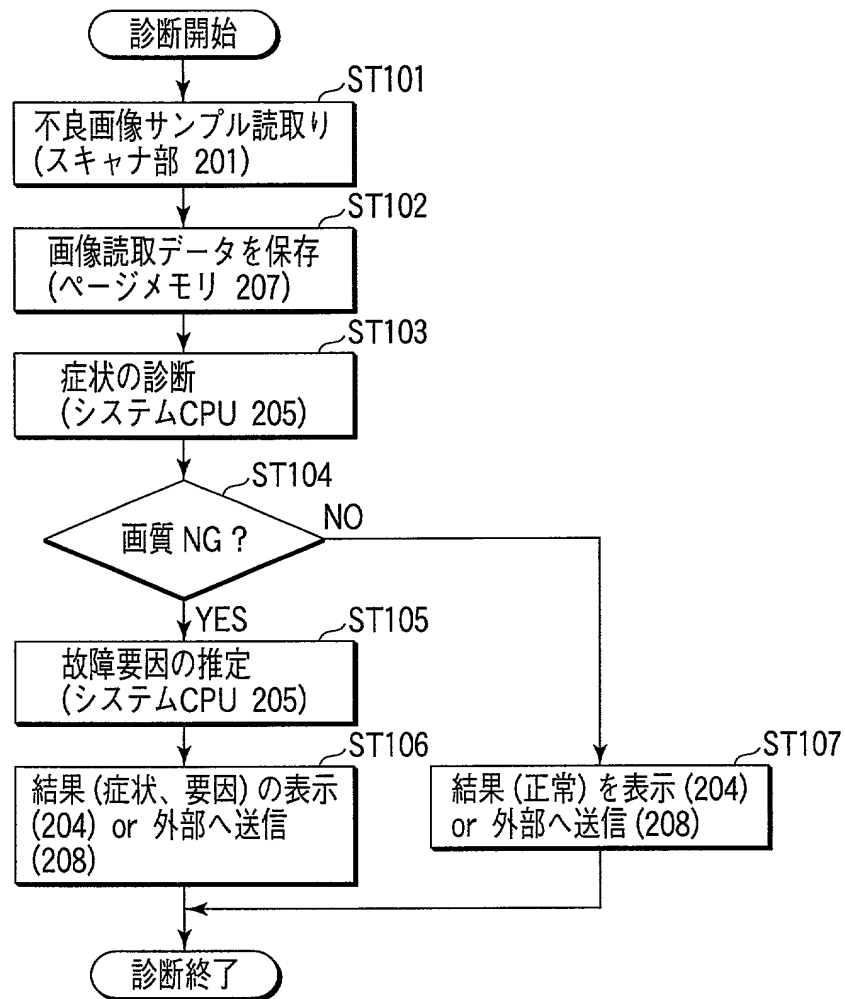 診断開始
ST101
不良画像サンプル読取り
(スキャナ部 201)
ST102
画像読取データを保存
(ページメモリ 207)
ST103
症状の診断
(システムCPU 205)
ST104
画質 NG ?
NO
YES
ST105
故障要因の推定
(システムCPU 205)
ST106
結果 (症状、要因) の表示
(204) or 外部へ送信
(208)
ST107
結果 (正常) を表示 (204)
or 外部へ送信 (208)
診断終了